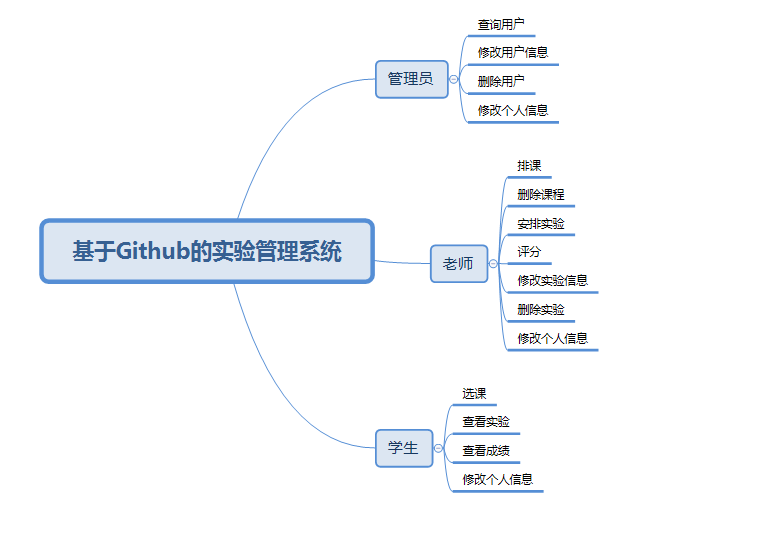 基于Github的实验管理系统
管理员
查询用户
修改用户信息
删除用户
修改个人信息
老师
排课
删除课程
安排实验
评分
修改实验信息
删除实验
修改个人信息
学生
选课
查看实验
查看成绩
修改个人信息